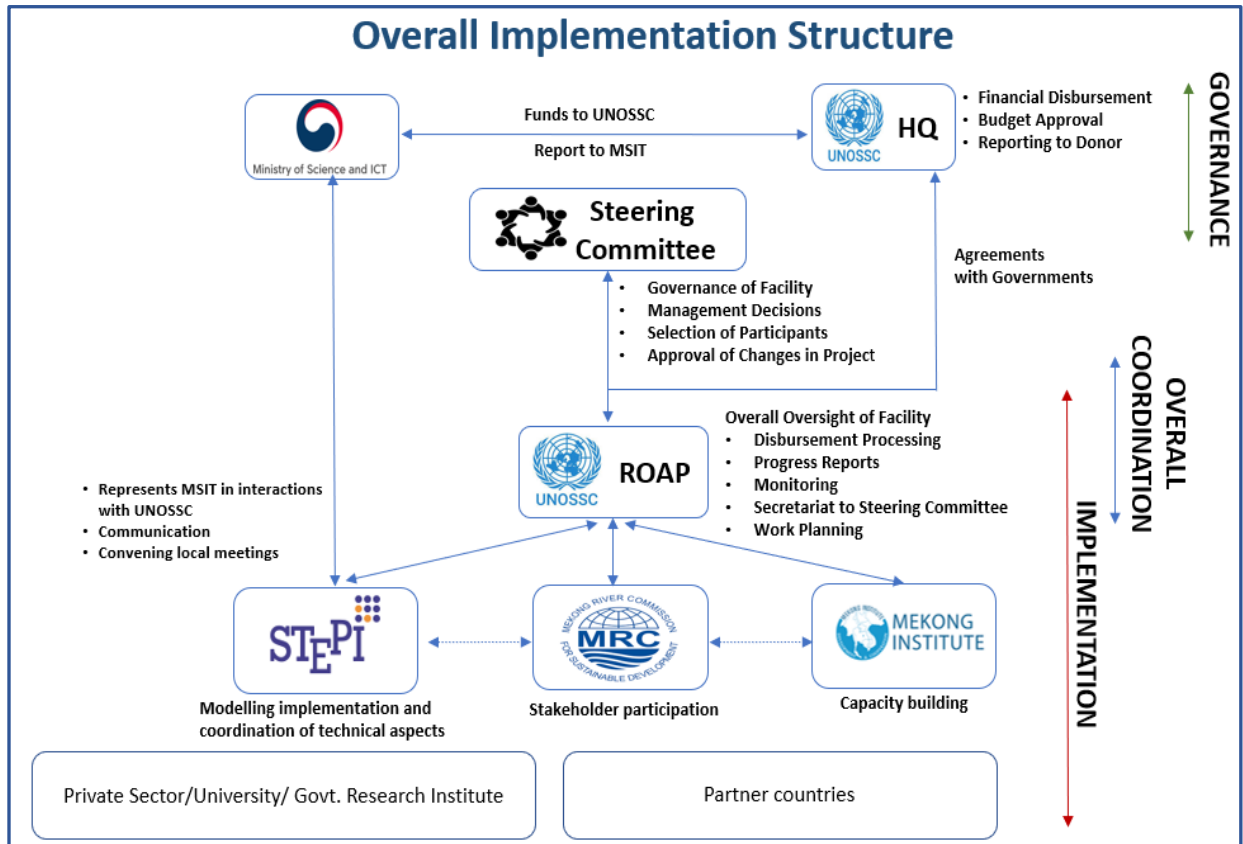 Overall Implementation Structure
Ministry of Science and ICT
Funds to UNOSSC
Report to MSIT
UNOSSC
HQ
• Financial Disbursement
• Budget Approval
• Reporting to Donor
GOVERNANCE
Steering
Committee
Agreements
with Governments
• Governance of Facility
• Management Decisions
• Selection of Participants
• Approval of Changes in Project
OVERALL
COORDINATION
UNOSSC
ROAP
Overall Oversight of Facility
• Disbursement Processing
• Progress Reports
• Monitoring
• Secretariat to Steering Committee
• Work Planning
• Represents MSIT in interactions
with UNOSSC
• Communication
• Convening local meetings
IMPLEMENTATION
STEPI
MEKONG RIVER COMMISSION
MRC
FOR SUSTAINABLE DEVELOPMENT
MEKONG INSTITUTE
MEKONG
INSTITUTE
Modelling implementation and
coordination of technical aspects
Stakeholder participation
Capacity building
Private Sector/University/ Govt. Research Institute
Partner countries